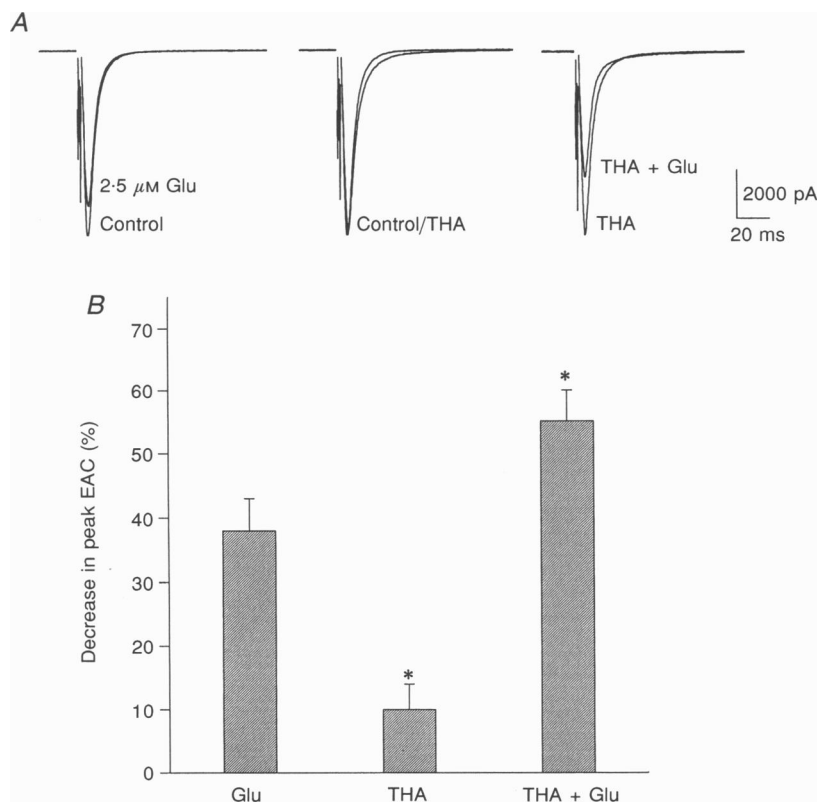 A
2·5 μM Glu
Control
Control/THA
THA + Glu
THA
2000 pA
20 ms
B
Decrease in peak EAC (%)
70
60
50
40
30
20
10
0
*
*
Glu
THA
THA + Glu